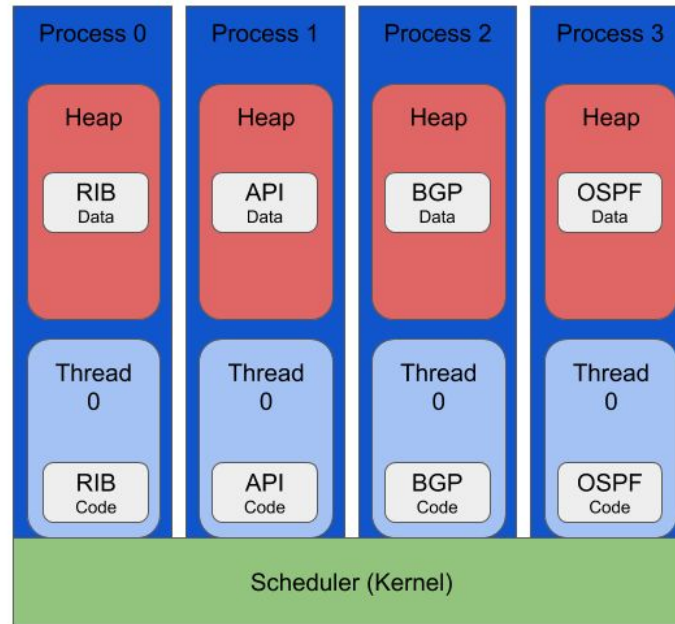 Process 0
Process 1
Process 2
Process 3
Heap
Heap
Heap
Heap
RIB
Data
API
Data
BGP
Data
OSPF
Data
Thread
0
Thread
0
Thread
0
Thread
0
RIB
Code
API
Code
BGP
Code
OSPF
Code
Scheduler (Kernel)